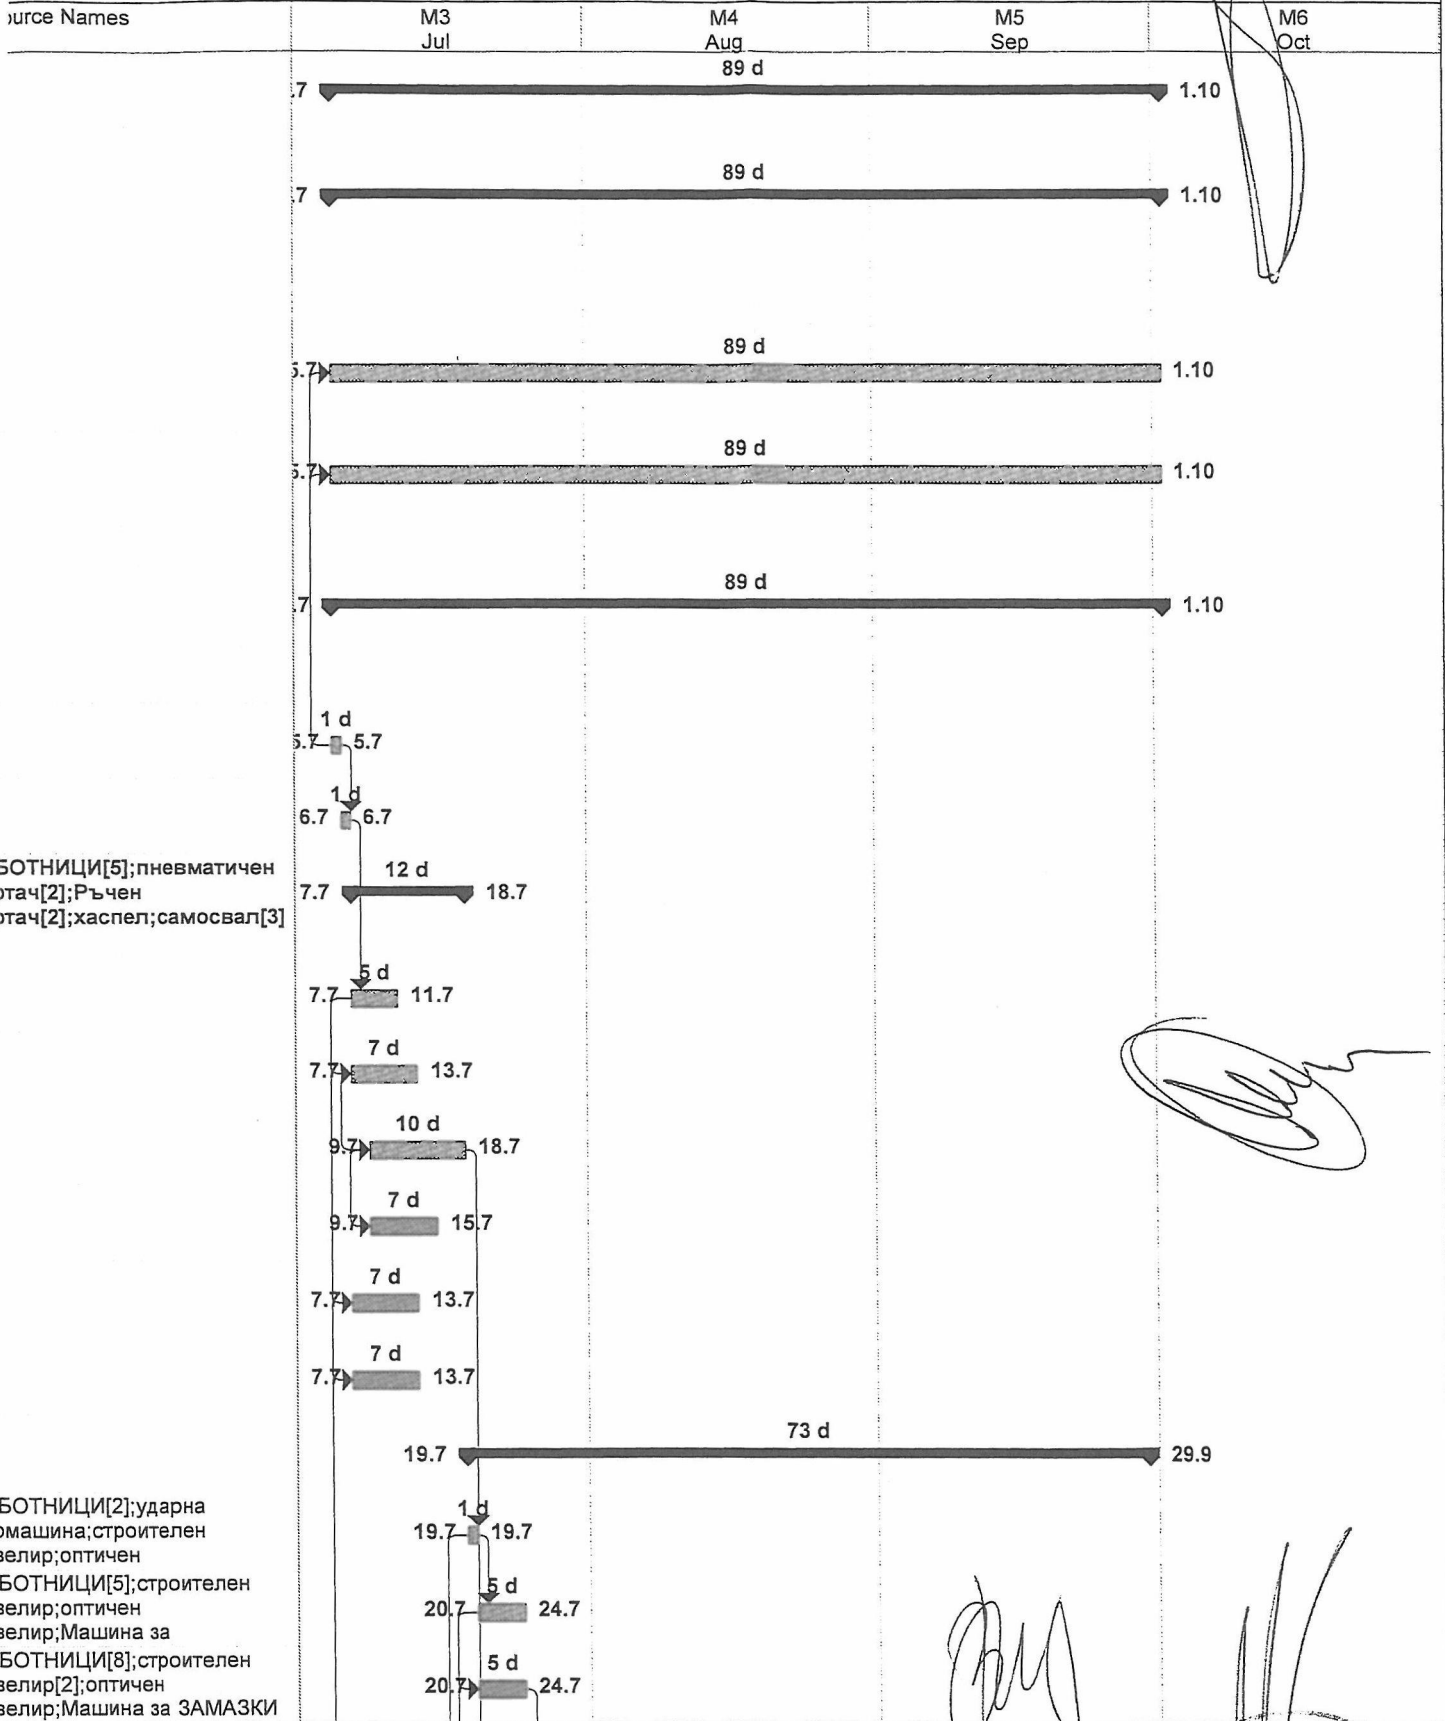 urce Names M3 M4 M5 M6
Jul Aug Sep Oct
89 d
.7 1.10
89 d
.7 1.10
89 d
5.7 1.10
89 d
5.7 1.10
89 d
.7 1.10
1 d
5.7 5.7
1 d
6.7 6.7
БОТНИЦИ[5];пневматичен 12 d
ртач[2];Ръчен 7.7 18.7
ртач[2];хаспел;самосвал[3]
5 d
7.7 11.7
7 d
7.7 13.7
10 d
9.7 18.7
7 d
9.7 15.7
7 d
7.7 13.7
7 d
7.7 13.7
73 d
19.7 29.9
БОТНИЦИ[2];ударна 1 d
омашина;строителен 19.7 19.7
велир;оптичен
БОТНИЦИ[5];строителен 5 d
велир;оптичен 20.7 24.7
велир;Машина за
БОТНИЦИ[8];строителен 5 d
велир[2];оптичен 20.7 24.7
велир;Машина за ЗАМАЗКИ